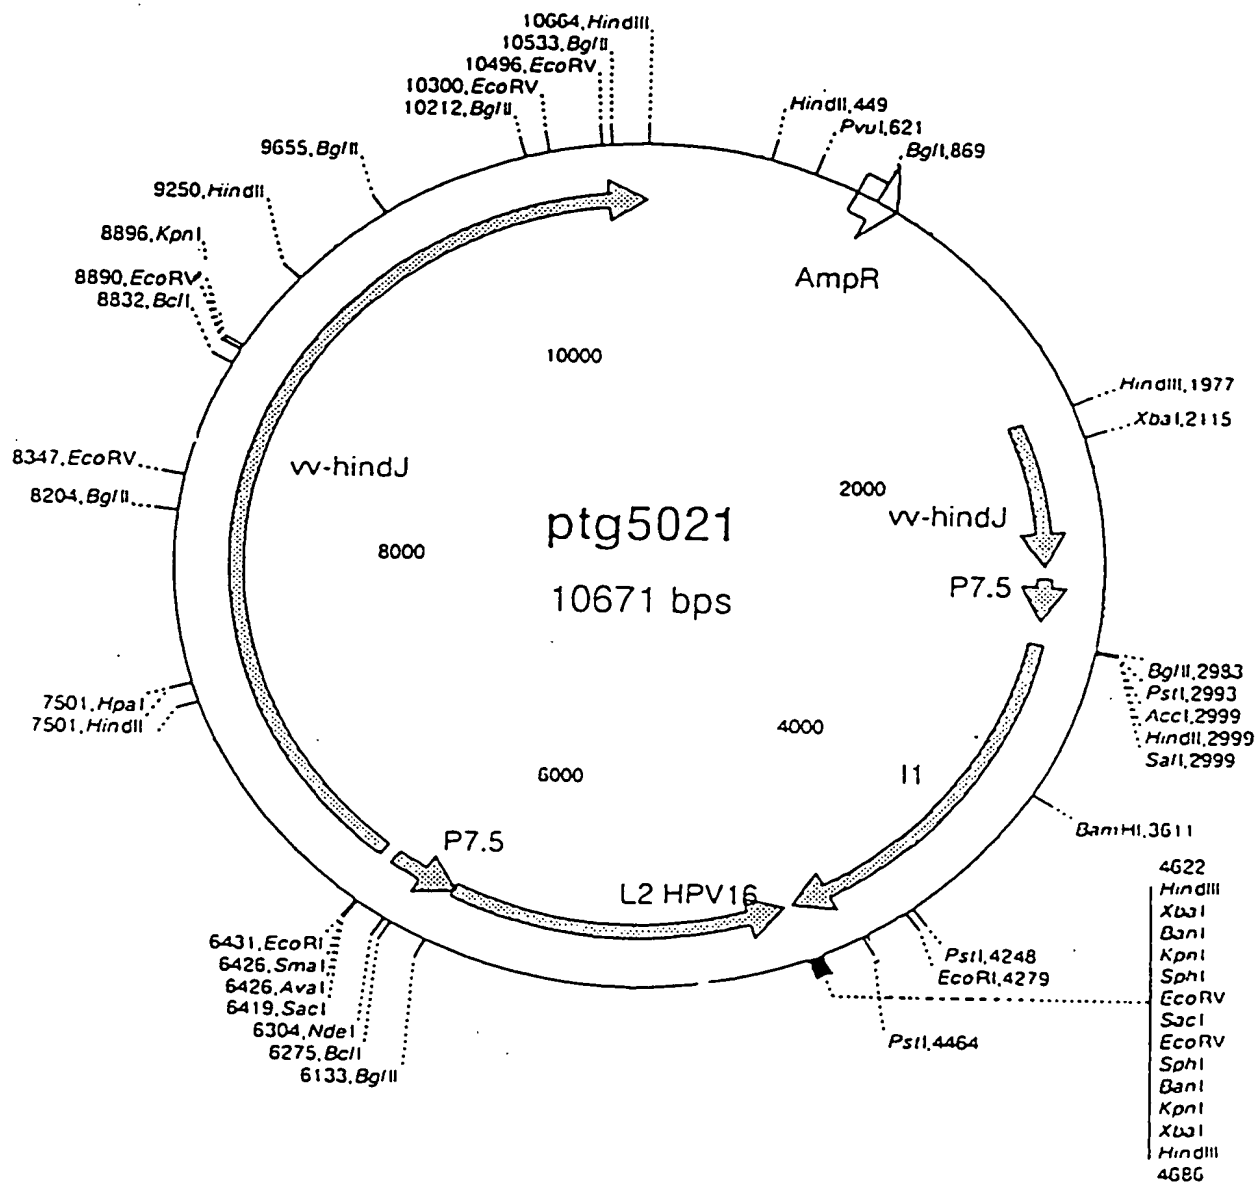 10664,HindIII
10533,BglII
10496,EcoRV
10300,EcoRV
10212,BglII
9655,BglII
9250,HindII
8896,KpnI
8890,EcoRV
8832,BclI
8347,EcoRV
8204,BglII
7501,HpaI
7501,HindII
6431,EcoRI
6426,SmaI
6426,AvaI
6419,SacI
6304,NdeI
6275,BclI
6133,BglII
HindII,449
PvuI,621
BglI,869
AmpR
HindIII,1977
XbaI,2115
10000
2000
4000
6000
8000
vv-hindJ
vv-hindJ
ptg5021
10671 bps
P7.5
I1
P7.5
L2 HPV16
BglII,2983
PstI,2993
AccI,2999
HindII,2999
SalI,2999
BamHI,3611
PstI,4248
EcoRI,4279
PstI,4464
4622
HindIII
XbaI
BanI
KpnI
SphI
EcoRV
SacI
EcoRV
SphI
BanI
KpnI
XbaI
HindIII
4686